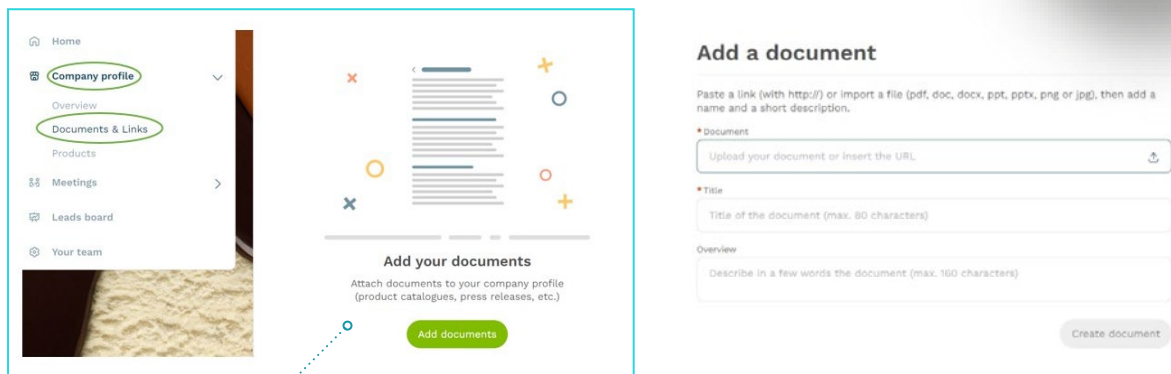 Home
Company profile
Overview
Documents & Links
Products
Meetings
Leads board
Your team
Add your documents
Attach documents to your company profile
(product catalogues, press releases, etc.)
Add documents
Add a document
Paste a link (with http://) or import a file (pdf, doc, docx, ppt, pptx, png or jpg), then add a
name and a short description.
* Document
Upload your document or insert the URL
* Title
Title of the document (max. 80 characters)
Overview
Describe in a few words the document (max. 160 characters)
Create document